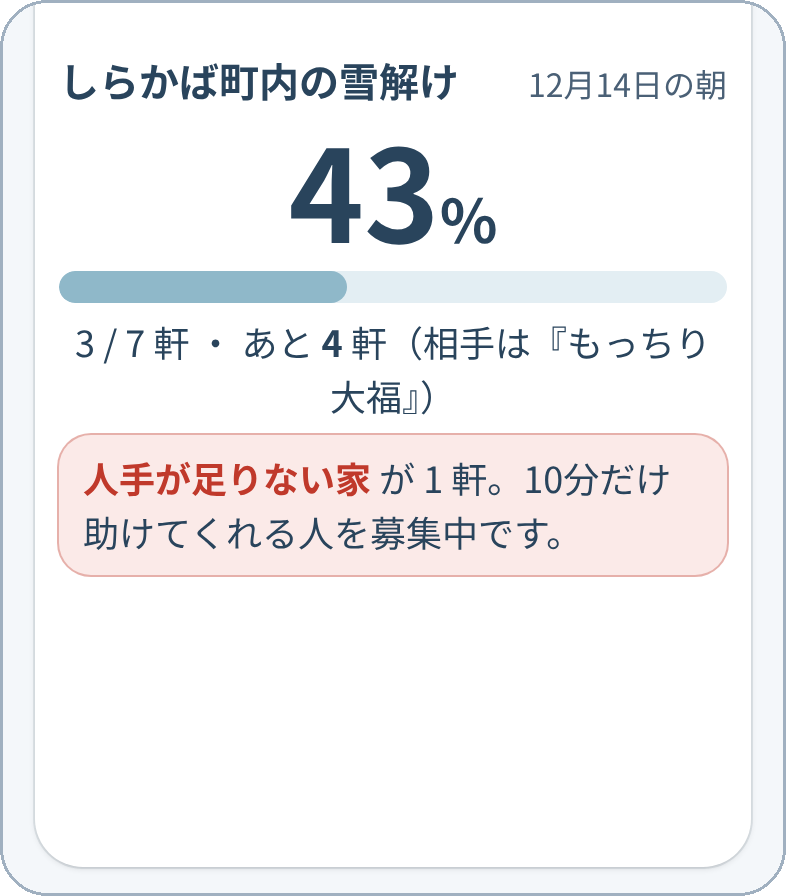 しらかば町内の雪解け 12月14日の朝
43%
3 / 7 軒 ・ あと 4 軒（相手は『もっちり
大福』）
人手が足りない家 が 1 軒。10分だけ
助けてくれる人を募集中です。